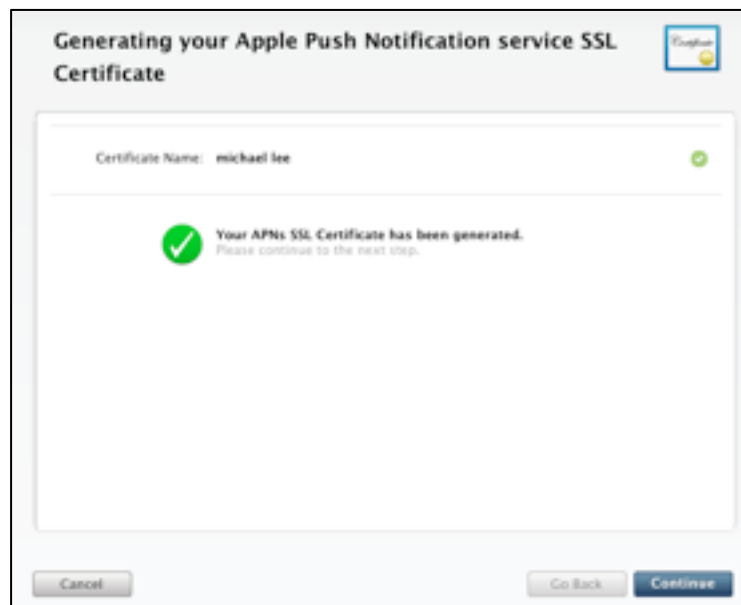 Generating your Apple Push Notification service SSL
Certificate
Certificate
Certificate Name: michael lee
Your APNs SSL Certificate has been generated.
Please continue to the next step.
Cancel
Go Back
Continue